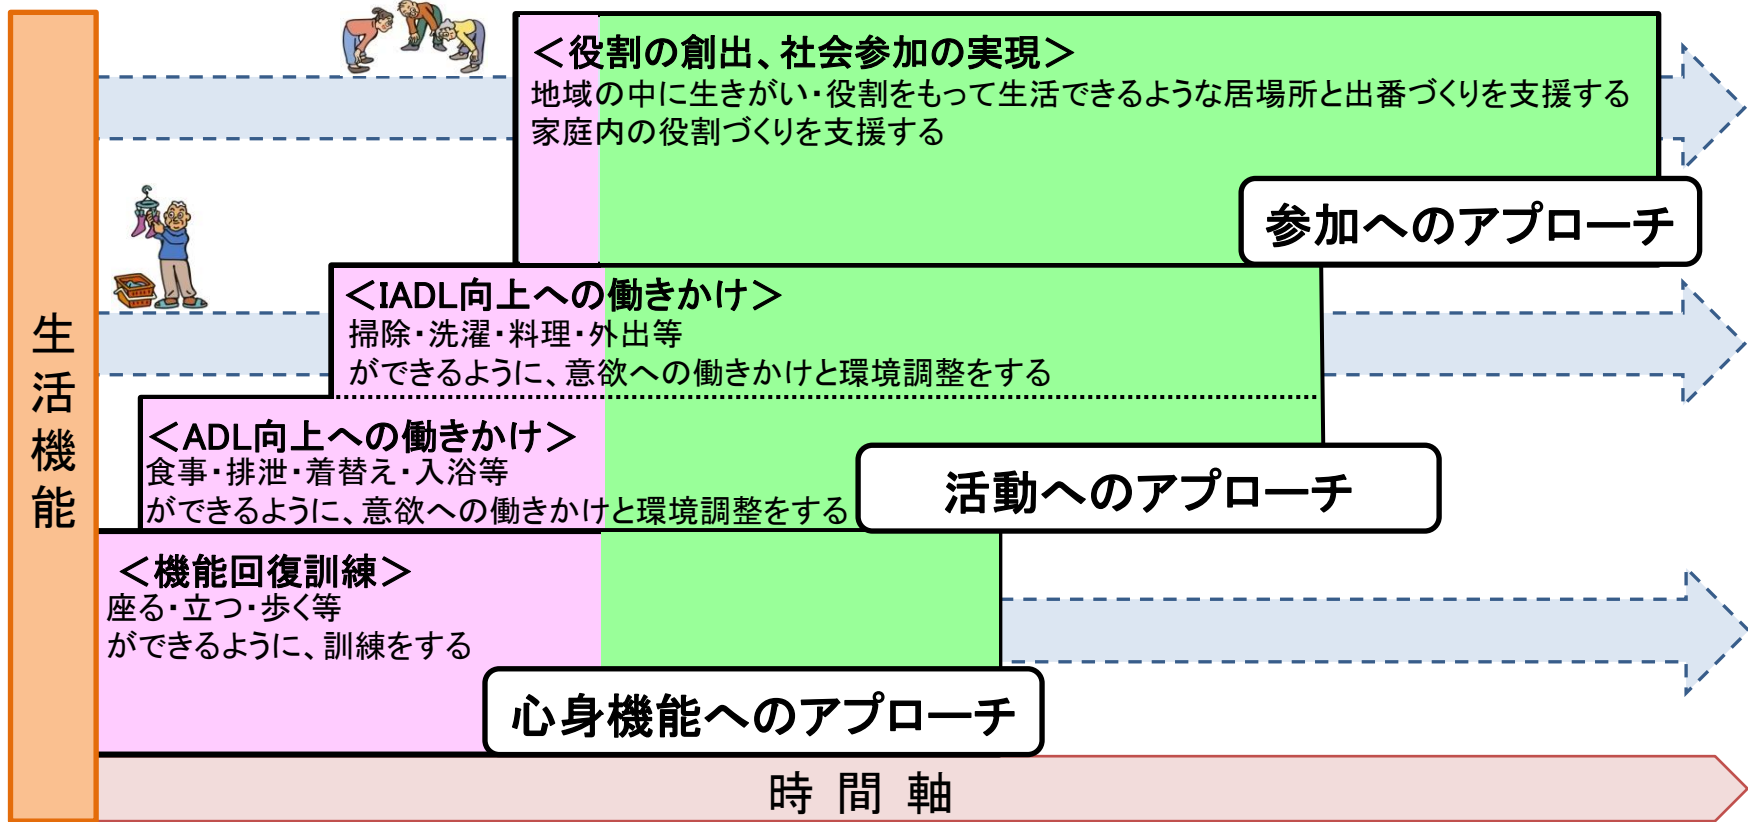 生活機能
＜役割の創出、社会参加の実現＞
地域の中に生きがい・役割をもって生活できるような居場所と出番づくりを支援する
家庭内の役割づくりを支援する
参加へのアプローチ
＜IADL向上への働きかけ＞
掃除・洗濯・料理・外出等
ができるように、意欲への働きかけと環境調整をする
＜ADL向上への働きかけ＞
食事・排泄・着替え・入浴等
ができるように、意欲への働きかけと環境調整をする
活動へのアプローチ
＜機能回復訓練＞
座る・立つ・歩く等
ができるように、訓練をする
心身機能へのアプローチ
時間軸